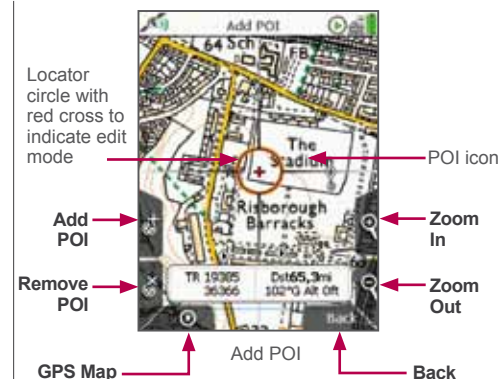 Add POI
64
Sch
FB
Locator
circle with
red cross to
indicate edit
mode
The
Stadium
POI icon
Risborough
Barracks
Add
POI
Zoom
In
Remove
POI
TR 19385
36366
Dst65,3mi
102°G Alt 0ft
Zoom
Out
Back
Add POI
GPS Map
Back